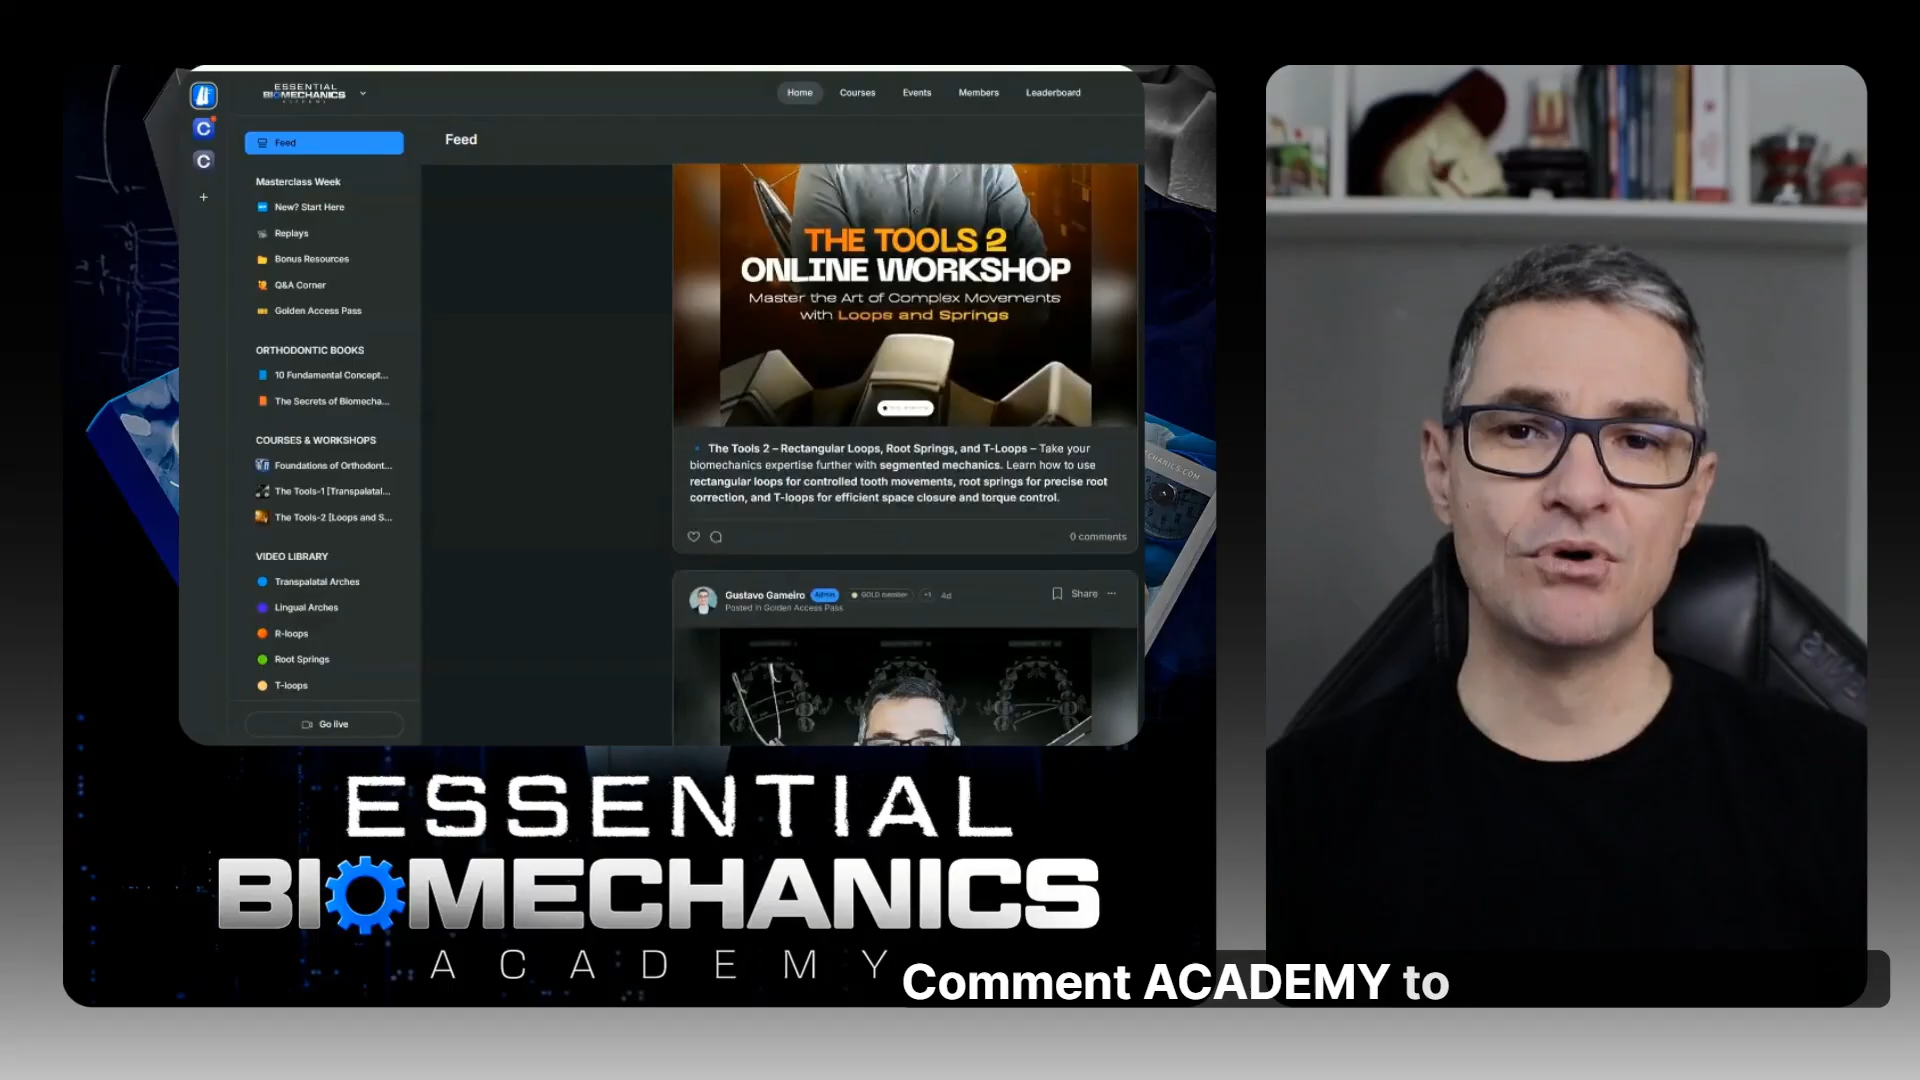 ESSENTIAL
BIOMECHANICS
ACADEMY
Home
Courses
Events
Members
Leaderboard
Feed
Feed
Masterclass Week
New? Start Here
Replays
Bonus Resources
Q&A Corner
Golden Access Pass
ORTHODONTIC BOOKS
10 Fundamental Concept...
The Secrets of Biomecha...
COURSES & WORKSHOPS
Foundations of Orthodont...
The Tools-1 [Transpalatal...
The Tools-2 [Loops and S...
VIDEO LIBRARY
Transpalatal Arches
Lingual Arches
R-loops
Root Springs
T-loops
Go live
THE TOOLS 2
ONLINE WORKSHOP
Master the Art of Complex Movements
with Loops and Springs
The Tools 2 – Rectangular Loops, Root Springs, and T-Loops – Take your
biomechanics expertise further with segmented mechanics. Learn how to use
rectangular loops for controlled tooth movements, root springs for precise root
correction, and T-loops for efficient space closure and torque control.
0 comments
Gustavo Gameiro Admin GOLD member +1 4d
Posted in Golden Access Pass
Share
ESSENTIAL
BIOMECHANICS
ACADEMY
Comment ACADEMY to